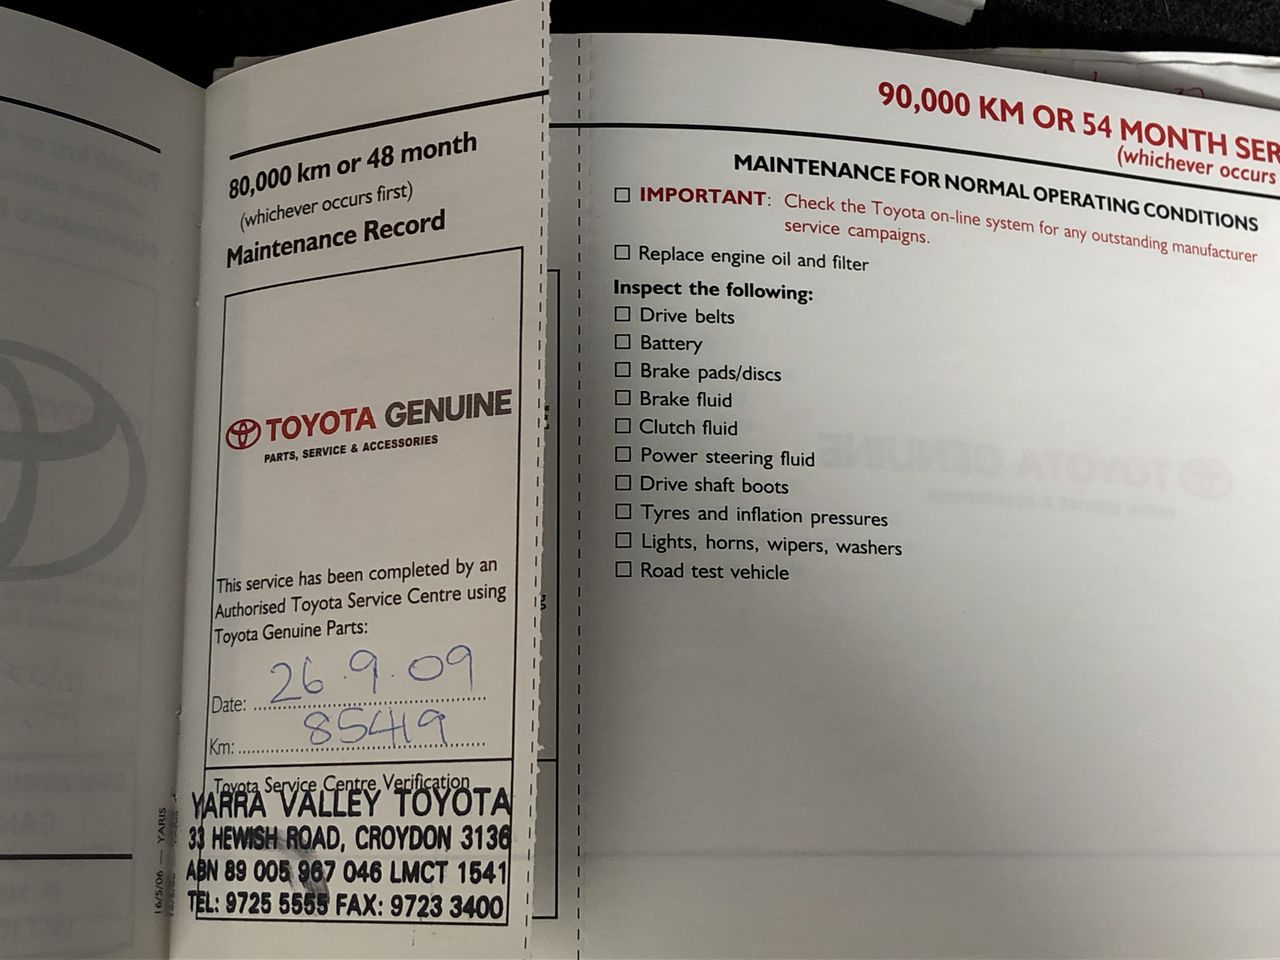 80,000 km or 48 month
(whichever occurs first)
Maintenance Record
TOYOTA GENUINE
PARTS, SERVICE & ACCESSORIES
This service has been completed by an
Authorised Toyota Service Centre using
Toyota Genuine Parts:
Date: 26.9.09
Km: 85419
Toyota Service Centre Verification
YARRA VALLEY TOYOTA
33 HEWISH ROAD, CROYDON 3136
ABN 89 005 967 046 LMCT 1541
TEL: 9725 5555 FAX: 9723 3400
16/5/06 — YARIS
90,000 KM OR 54 MONTH SER
(whichever occurs
MAINTENANCE FOR NORMAL OPERATING CONDITIONS
IMPORTANT: Check the Toyota on-line system for any outstanding manufacturer
service campaigns.
Replace engine oil and filter
Inspect the following:
Drive belts
Battery
Brake pads/discs
Brake fluid
Clutch fluid
Power steering fluid
Drive shaft boots
Tyres and inflation pressures
Lights, horns, wipers, washers
Road test vehicle